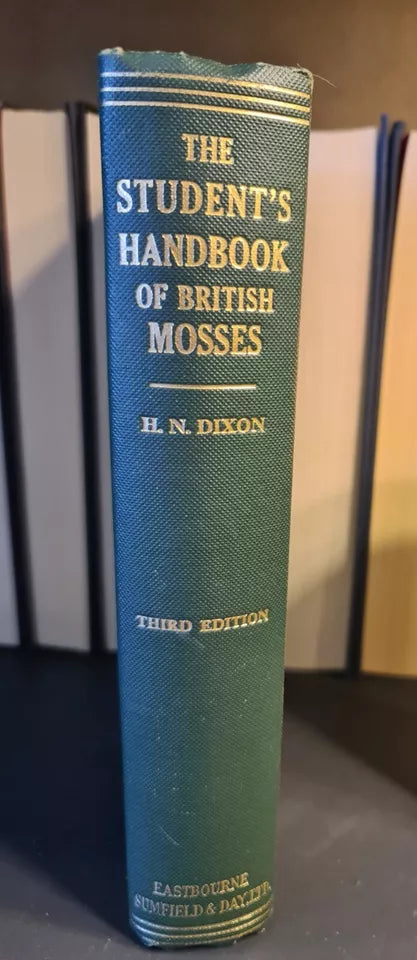 THE
STUDENT'S
HANDBOOK
OF BRITISH
MOSSES
H. N. DIXON
THIRD EDITION
EASTBOURNE
SUMFIELD & DAY, LTD.